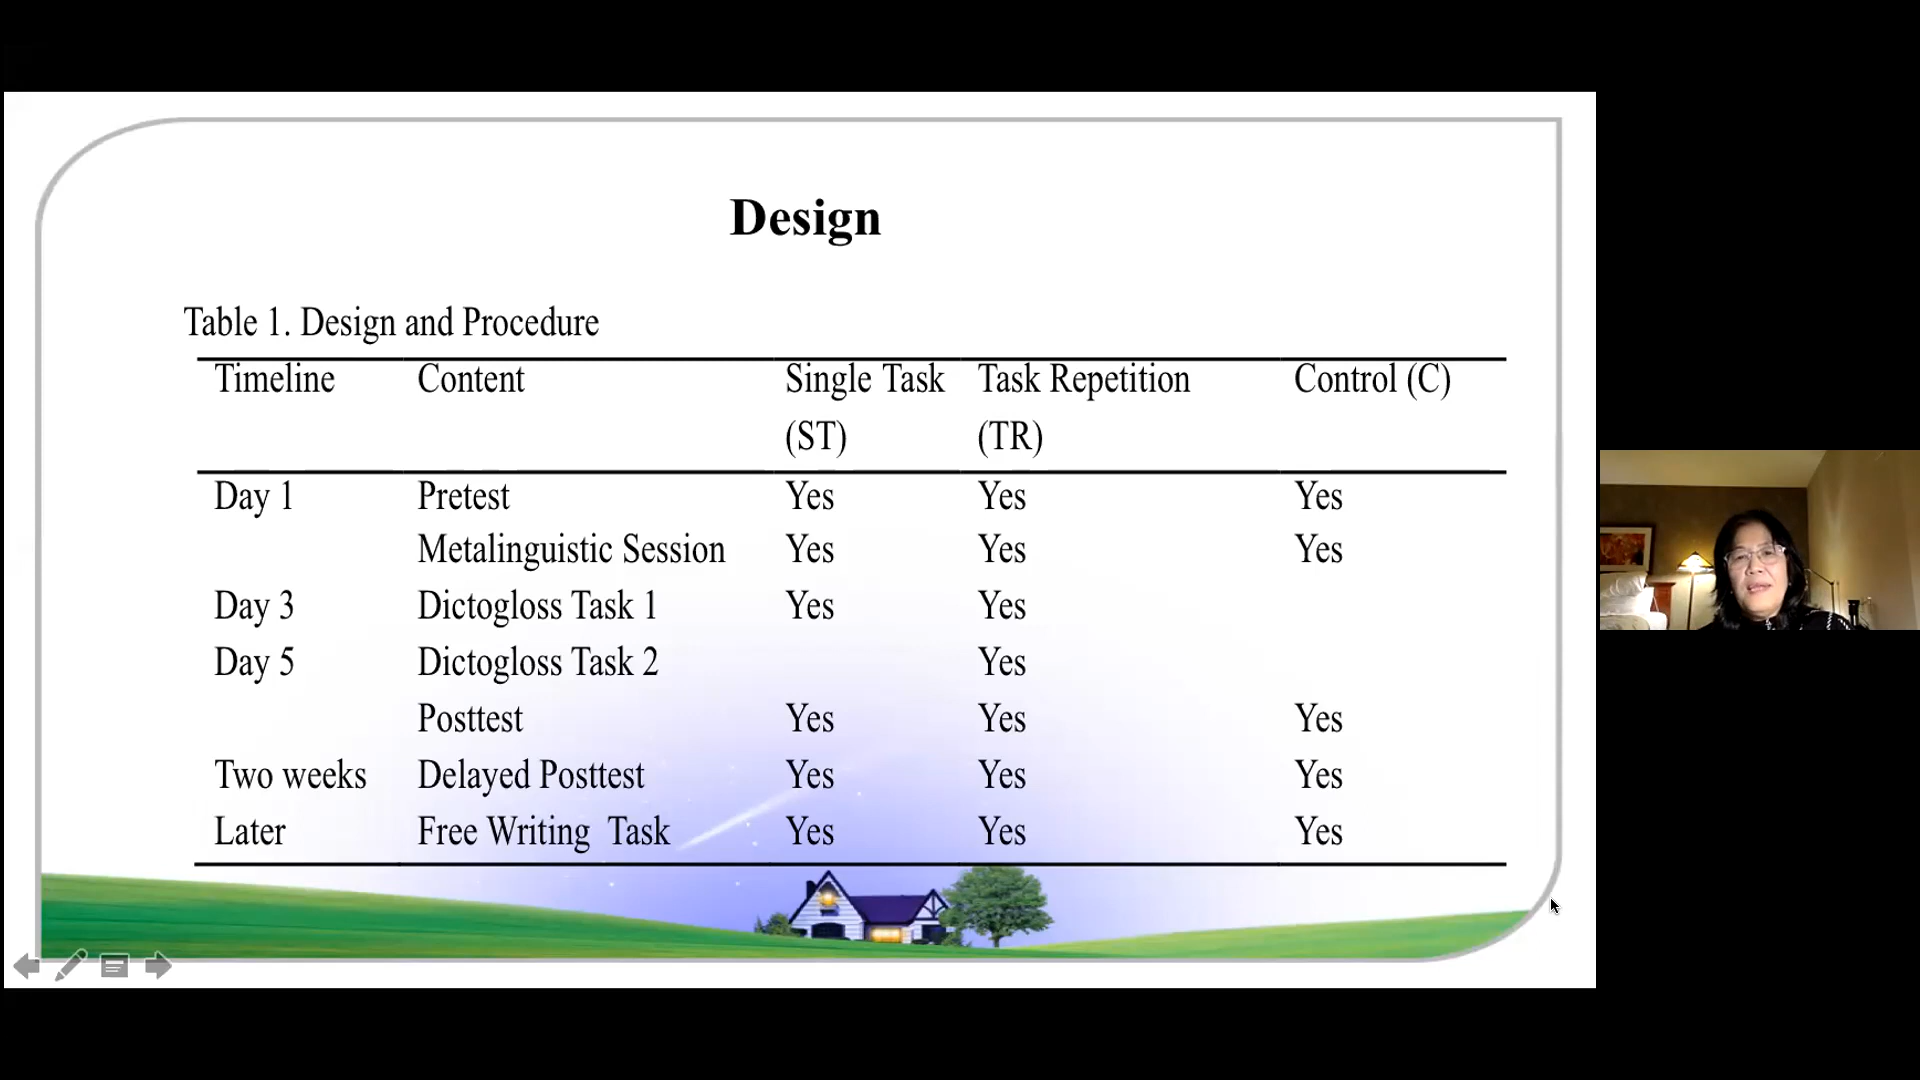 Design
Table 1. Design and Procedure
Timeline Content Single Task Task Repetition Control (C)
(ST) (TR)
Day 1 Pretest Yes Yes Yes
Metalinguistic Session Yes Yes Yes
Day 3 Dictogloss Task 1 Yes Yes
Day 5 Dictogloss Task 2 Yes
Posttest Yes Yes Yes
Two weeks Delayed Posttest Yes Yes Yes
Later Free Writing Task Yes Yes Yes